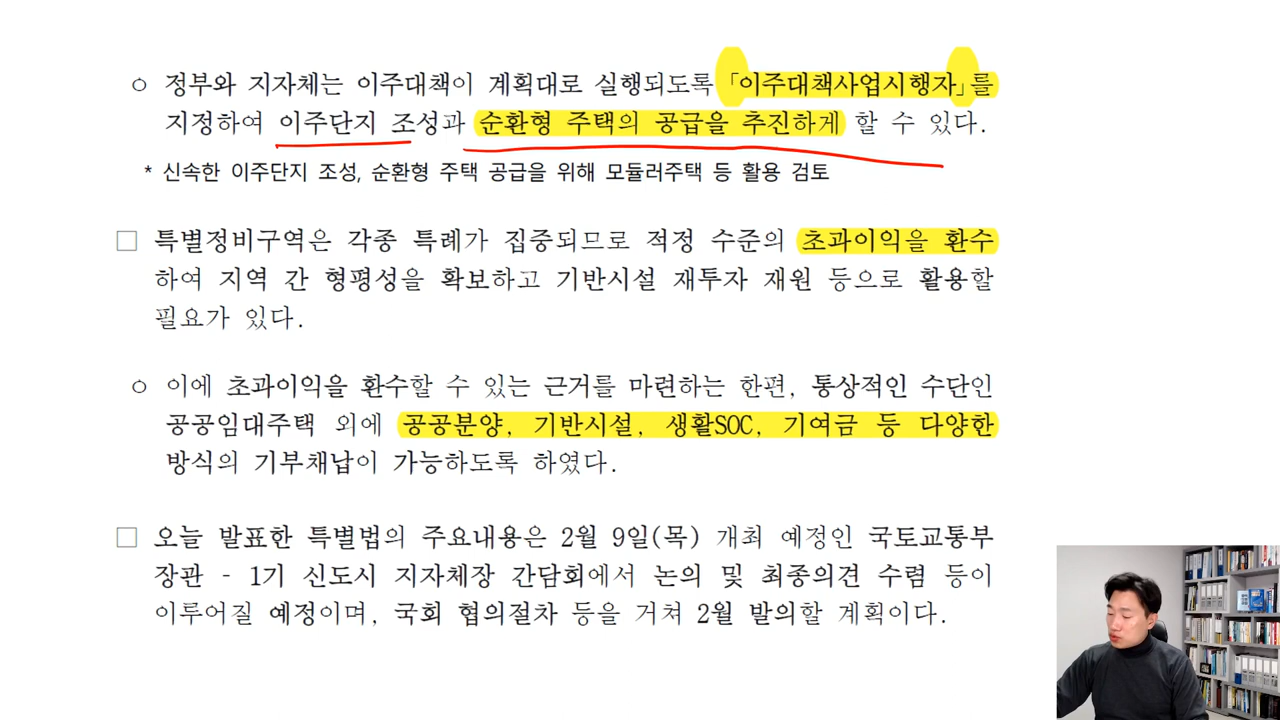 ○ 정부와 지자체는 이주대책이 계획대로 실행되도록 「이주대책사업시행자」를
지정하여 이주단지 조성과 순환형 주택의 공급을 추진하게 할 수 있다.
* 신속한 이주단지 조성, 순환형 주택 공급을 위해 모듈러주택 등 활용 검토
□ 특별정비구역은 각종 특례가 집중되므로 적정 수준의 초과이익을 환수
하여 지역 간 형평성을 확보하고 기반시설 재투자 재원 등으로 활용할
필요가 있다.
○ 이에 초과이익을 환수할 수 있는 근거를 마련하는 한편, 통상적인 수단인
공공임대주택 외에 공공분양, 기반시설, 생활SOC, 기여금 등 다양한
방식의 기부채납이 가능하도록 하였다.
□ 오늘 발표한 특별법의 주요내용은 2월 9일(목) 개최 예정인 국토교통부
장관 - 1기 신도시 지자체장 간담회에서 논의 및 최종의견 수렴 등이
이루어질 예정이며, 국회 협의절차 등을 거쳐 2월 발의할 계획이다.